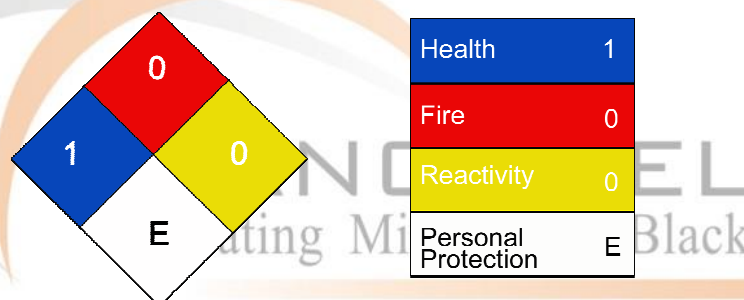 0
1
0
E
Health 1
Fire 0
Reactivity 0
Personal
Protection E